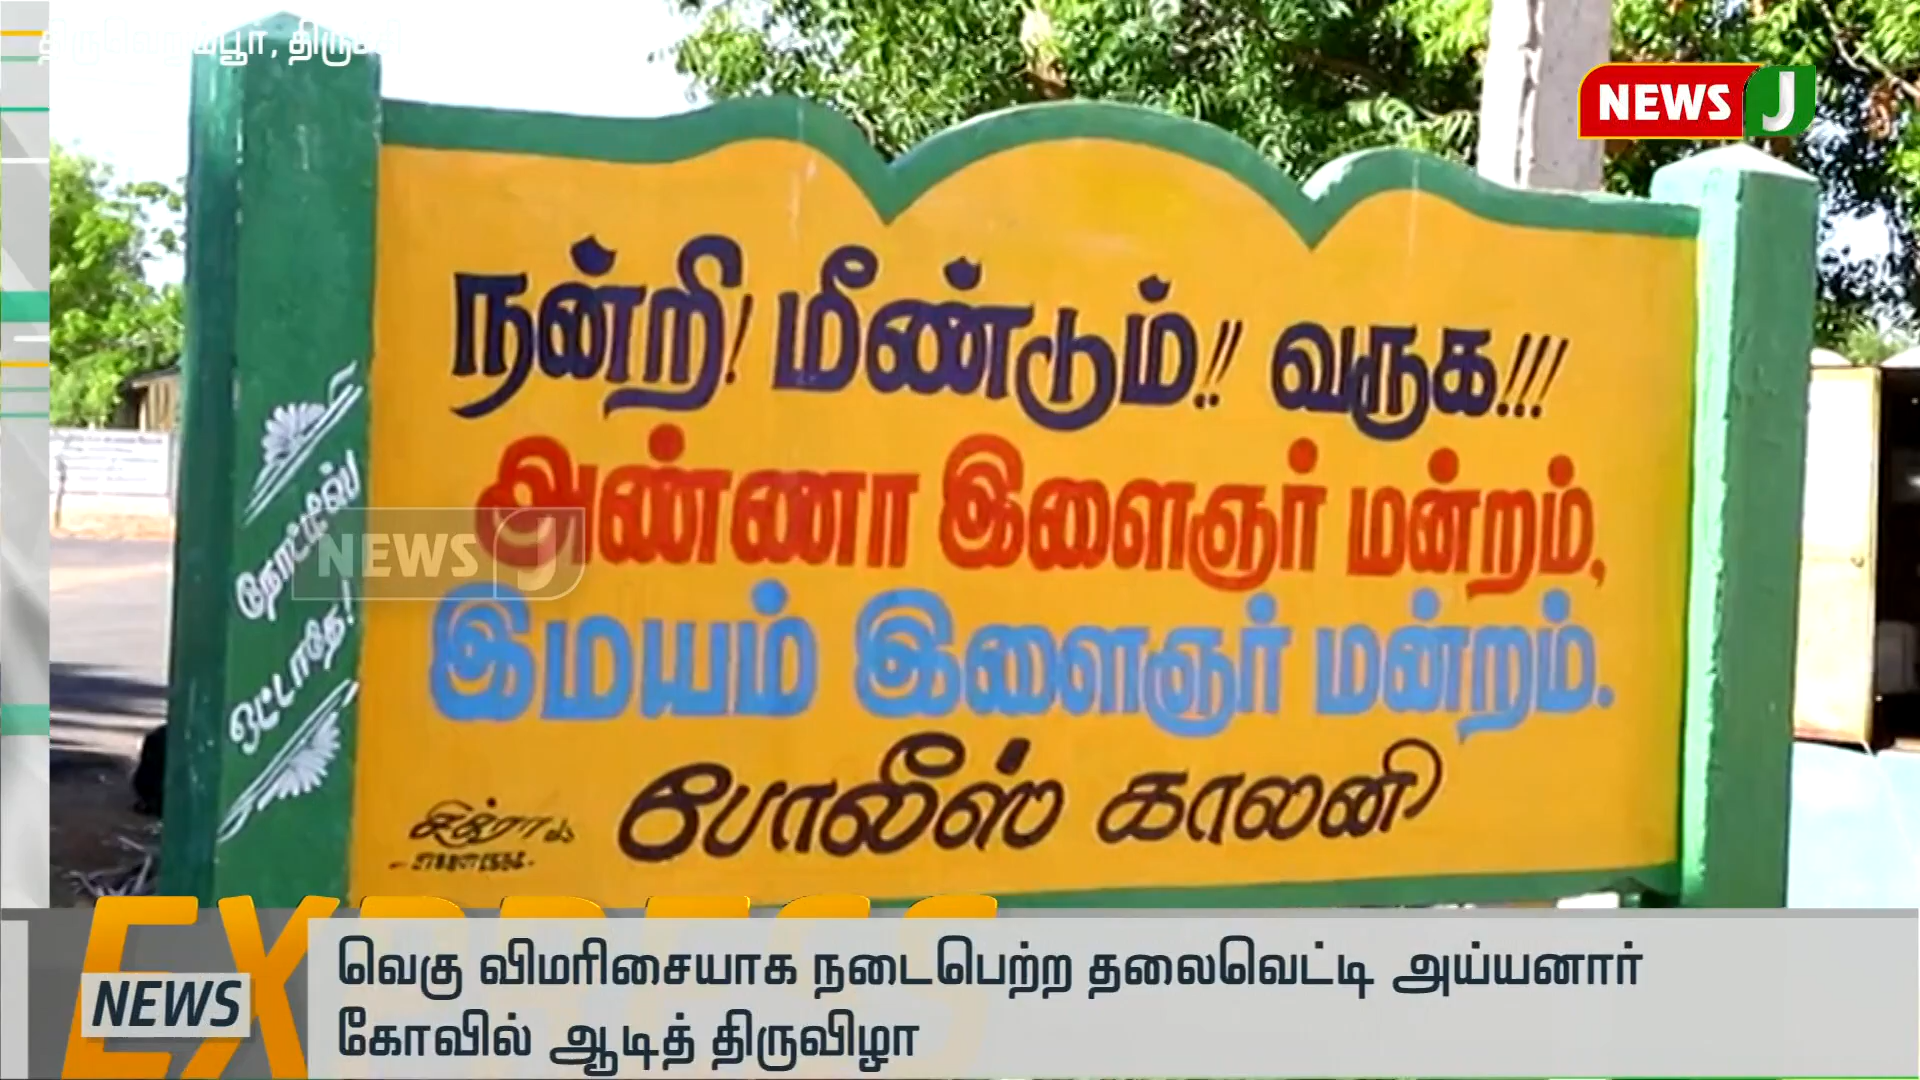 NEWS J
நன்றி! மீண்டும்!! வருக!!!
அண்ணா இளைஞர் மன்றம்,
இமயம் இளைஞர் மன்றம்.
போலீஸ் காலனி
நோட்டீஸ்
ஒட்டாதே!
NEWS J
EXPRESS
NEWS
வெகு விமரிசையாக நடைபெற்ற தலைவெட்டி அய்யனார்
கோவில் ஆடித் திருவிழா